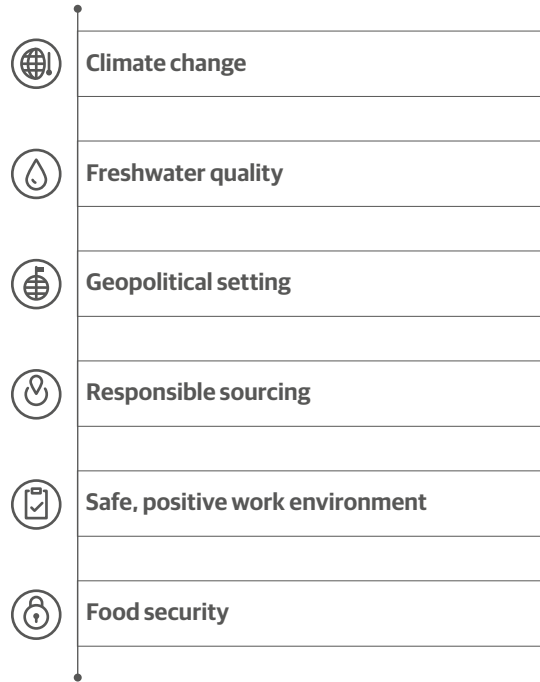 Climate change
Freshwater quality
Geopolitical setting
Responsible sourcing
Safe, positive work environment
Food security